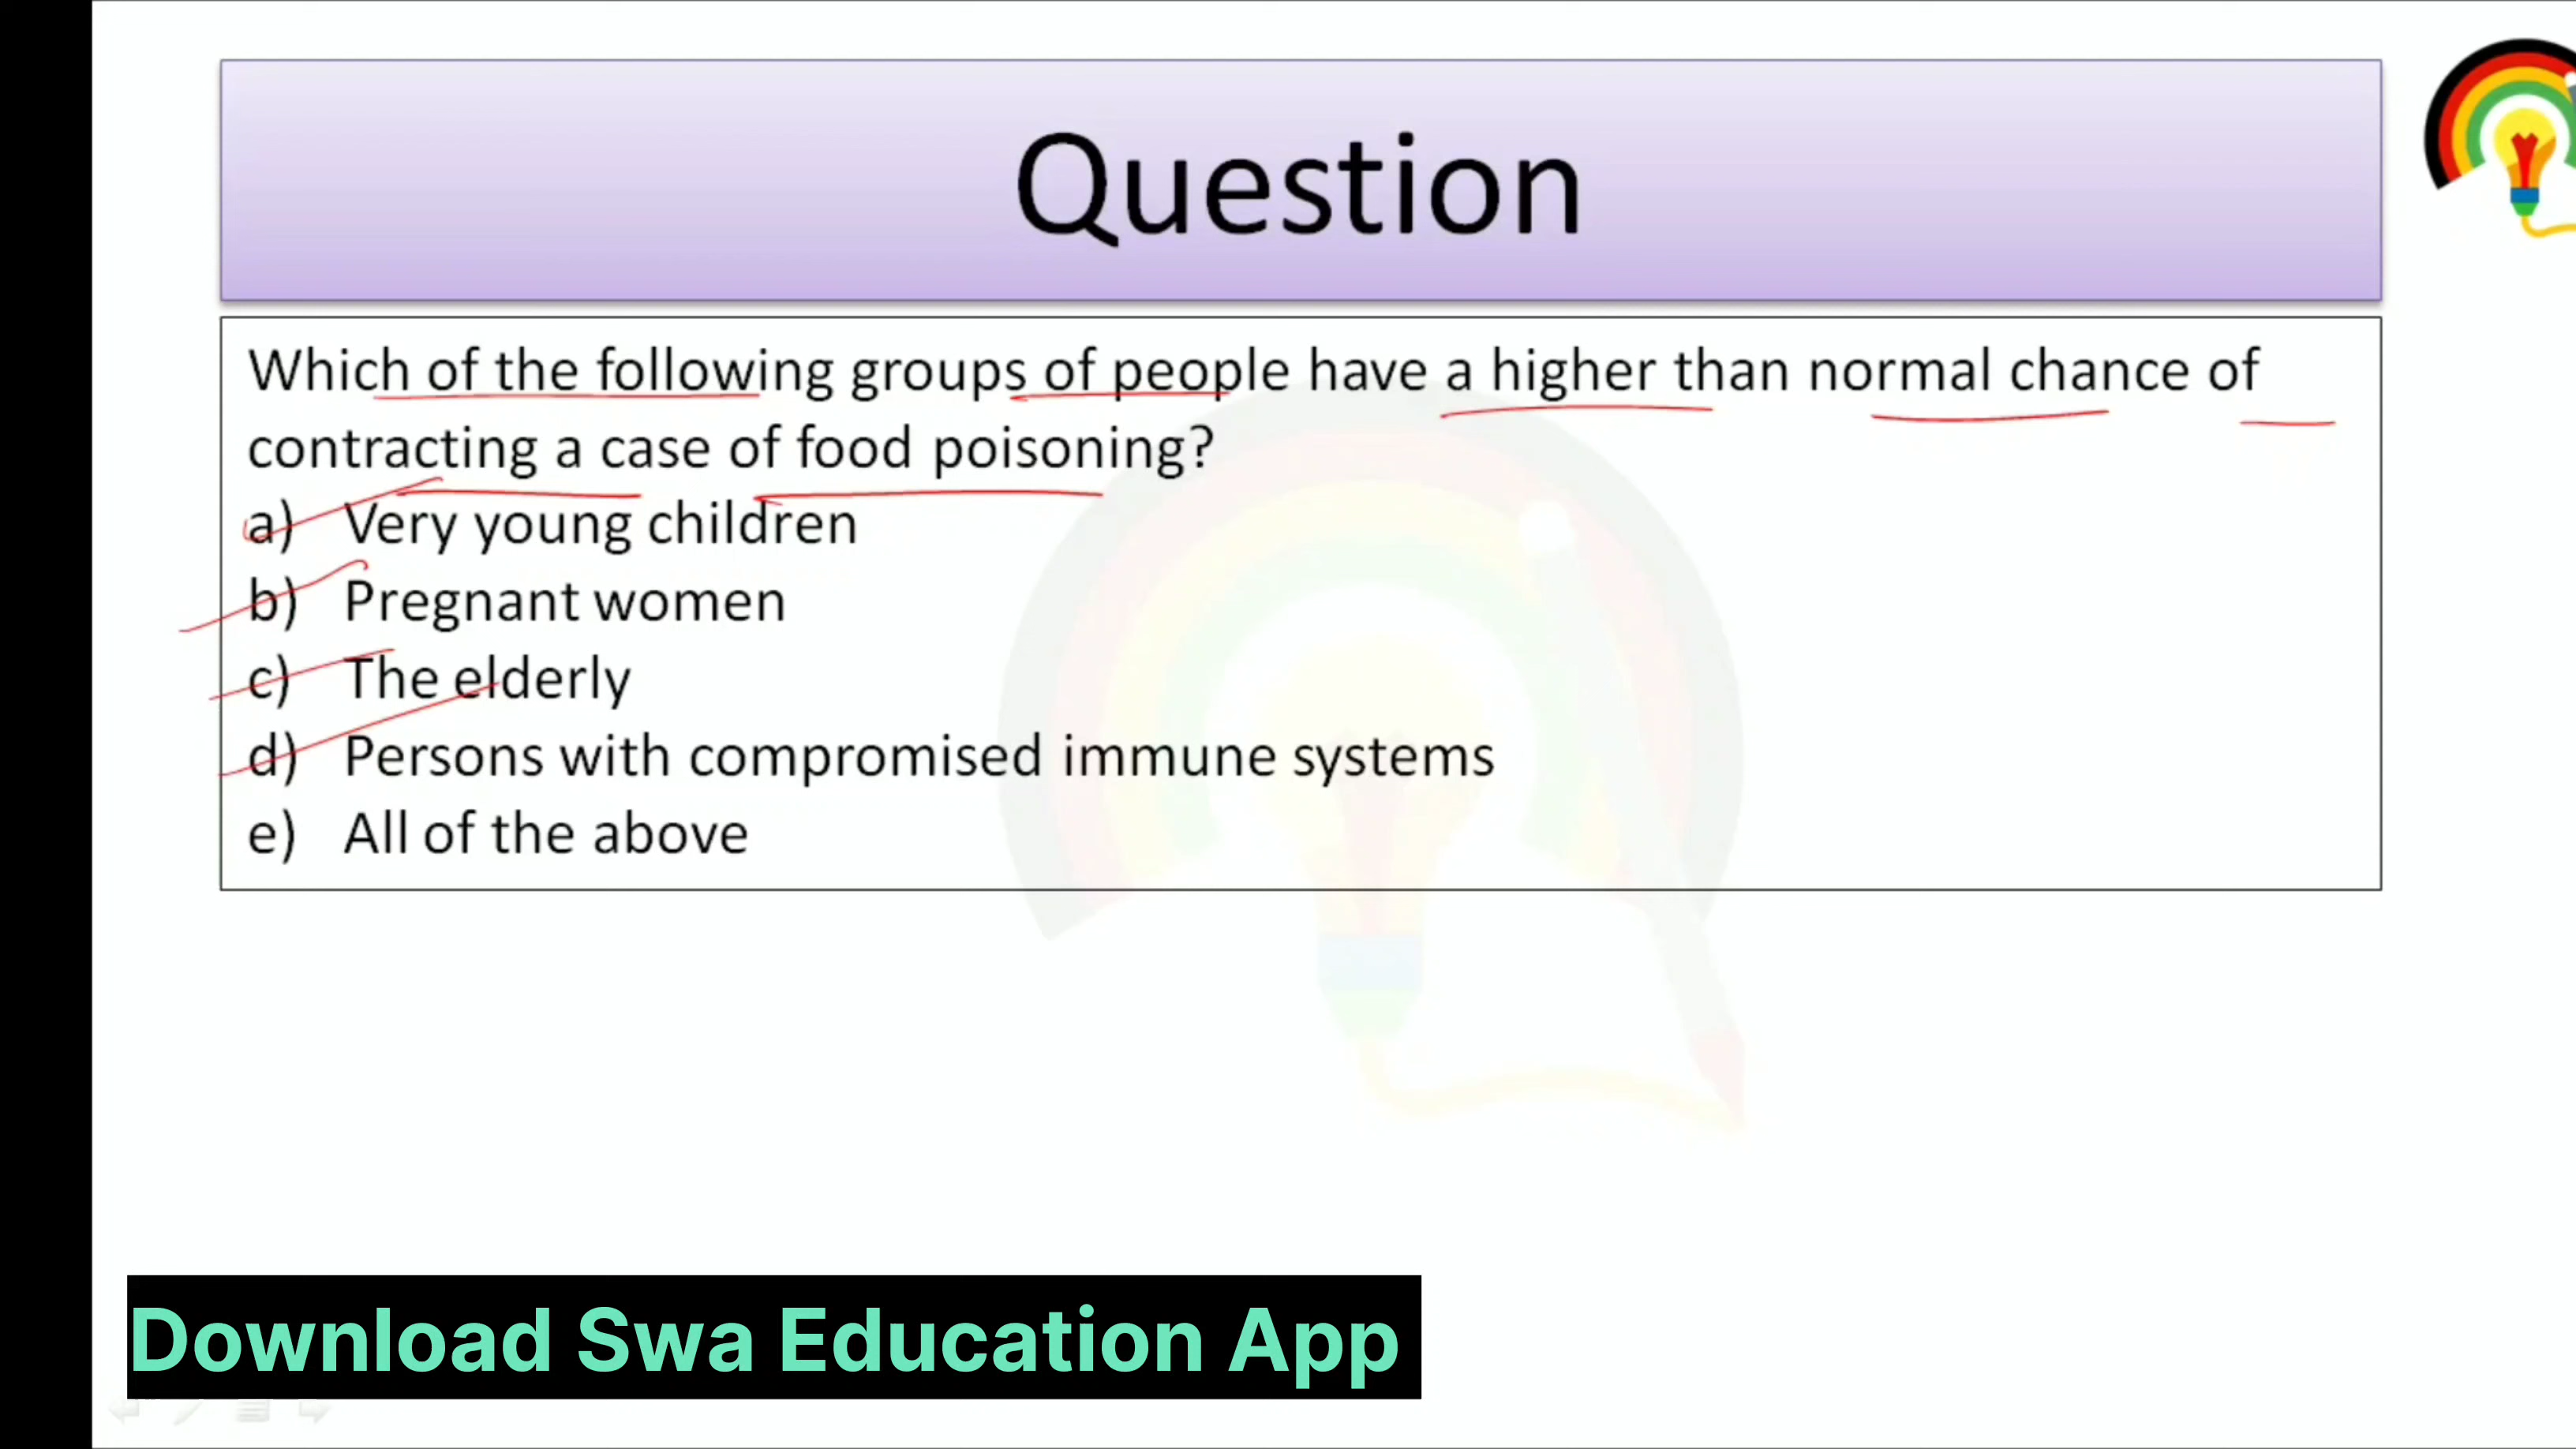 Question
Which of the following groups of people have a higher than normal chance of
contracting a case of food poisoning?
a) Very young children
b) Pregnant women
c) The elderly
d) Persons with compromised immune systems
e) All of the above
Download Swa Education App